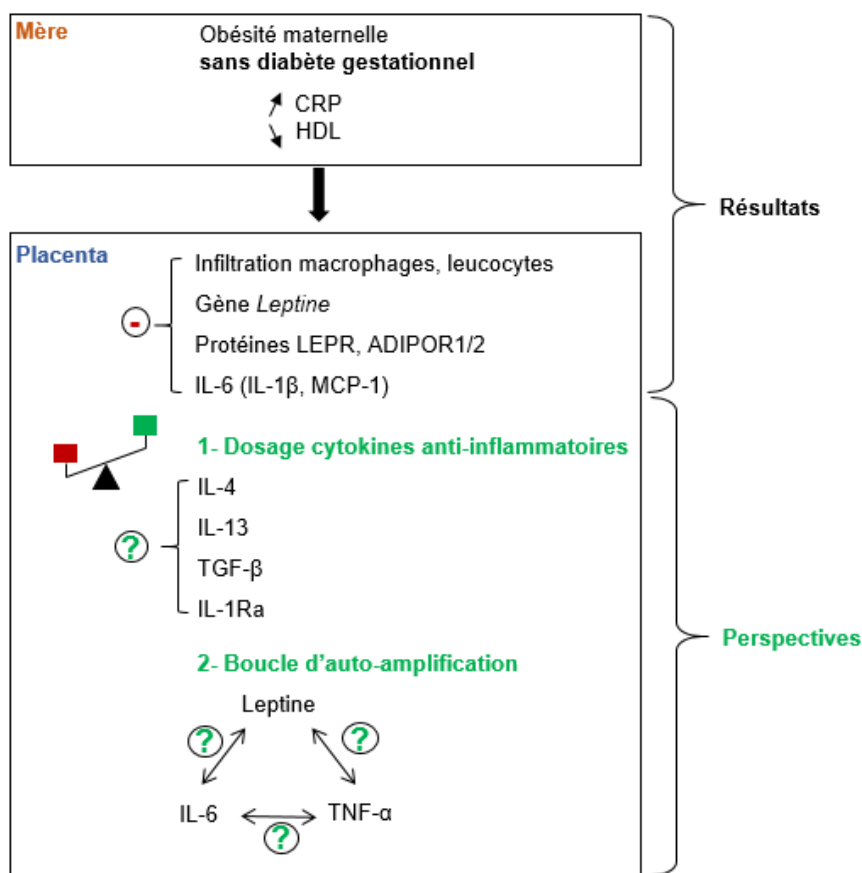 Mère
Obésité maternelle
sans diabète gestationnel
CRP
HDL
Résultats
Placenta
Infiltration macrophages, leucocytes
Gène Leptine
-
Protéines LEPR, ADIPOR1/2
IL-6 (IL-1β, MCP-1)
1- Dosage cytokines anti-inflammatoires
IL-4
IL-13
?
TGF-β
IL-1Ra
Perspectives
2- Boucle d'auto-amplification
Leptine
? ?
IL-6 TNF-α
?